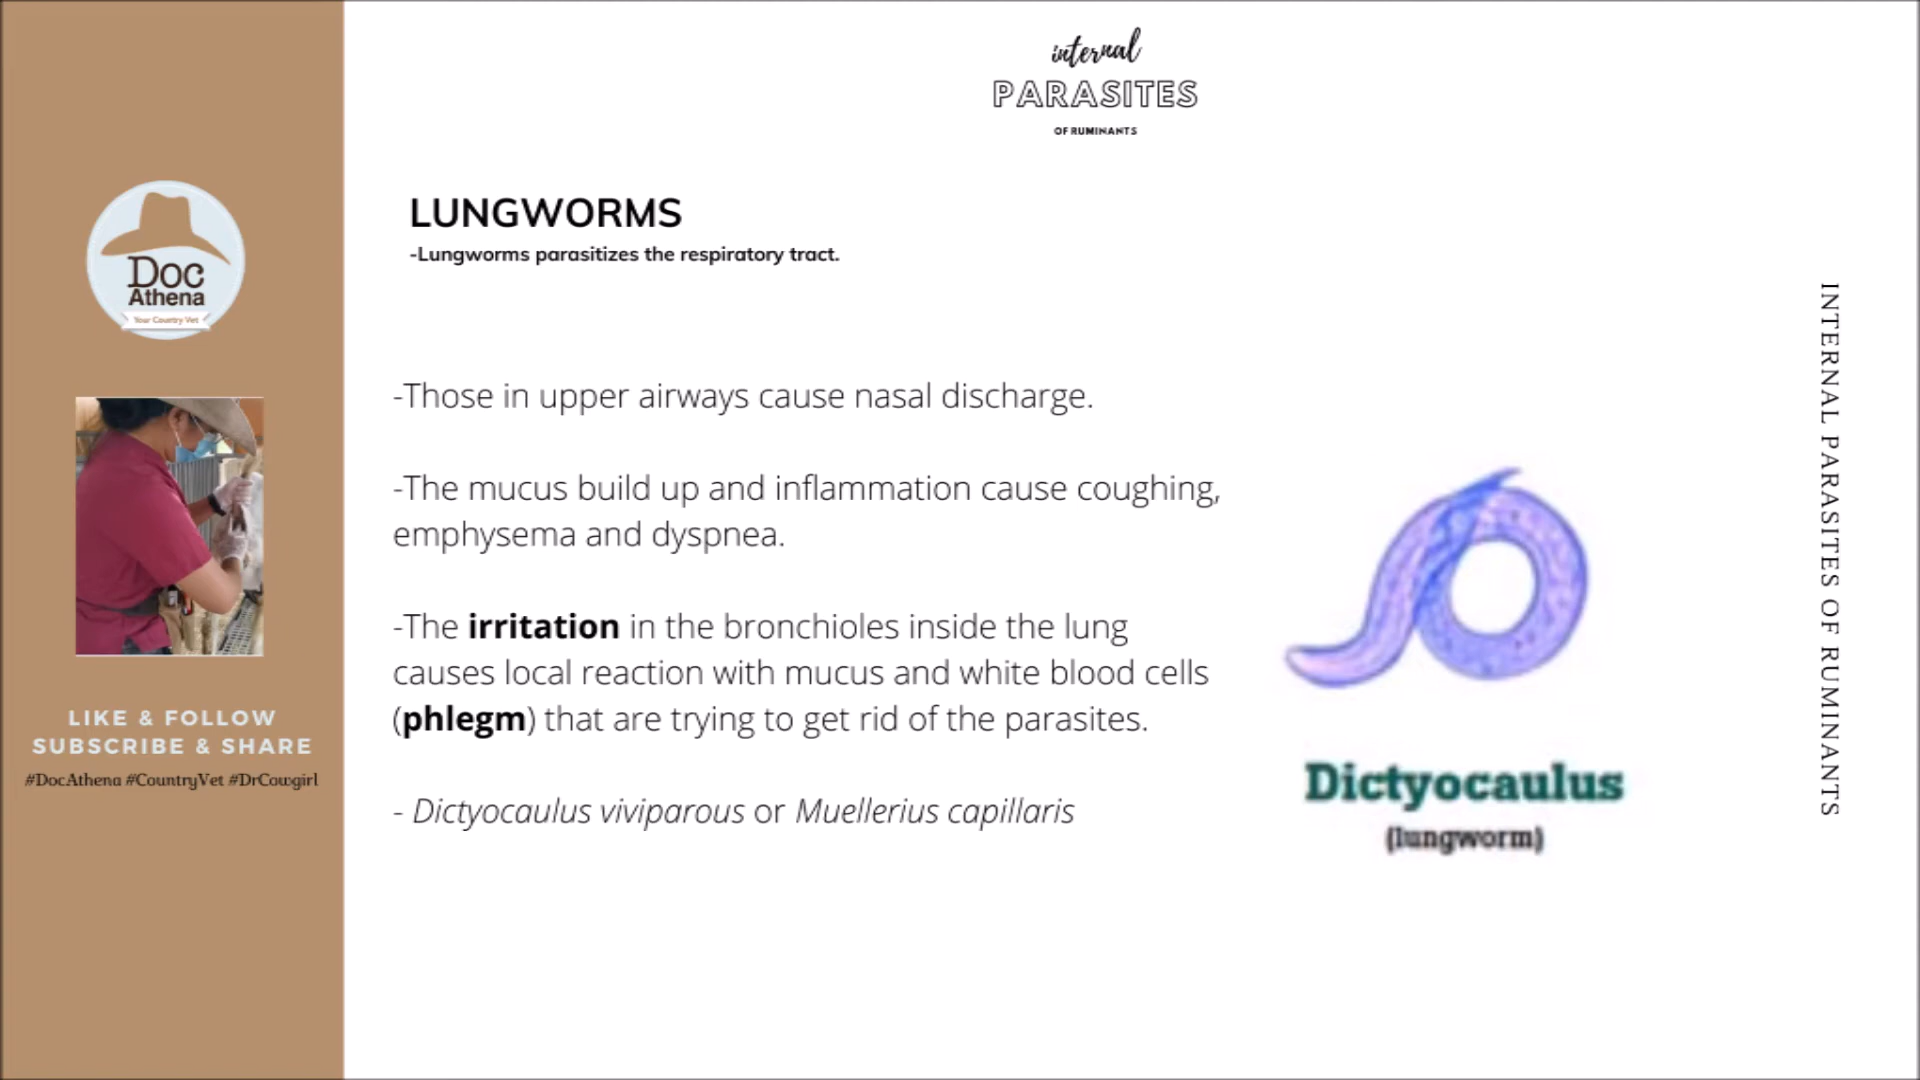 internal
PARASITES
OF RUMINANTS
Doc
Athena
Your Country Vet
LIKE & FOLLOW
SUBSCRIBE & SHARE
#DocAthena #CountryVet #DrCowgirl
LUNGWORMS
-Lungworms parasitizes the respiratory tract.
-Those in upper airways cause nasal discharge.
-The mucus build up and inflammation cause coughing,
emphysema and dyspnea.
-The irritation in the bronchioles inside the lung
causes local reaction with mucus and white blood cells
(phlegm) that are trying to get rid of the parasites.
- Dictyocaulus viviparous or Muellerius capillaris
Dictyocaulus
(lungworm)
INTERNAL PARASITES OF RUMINANTS